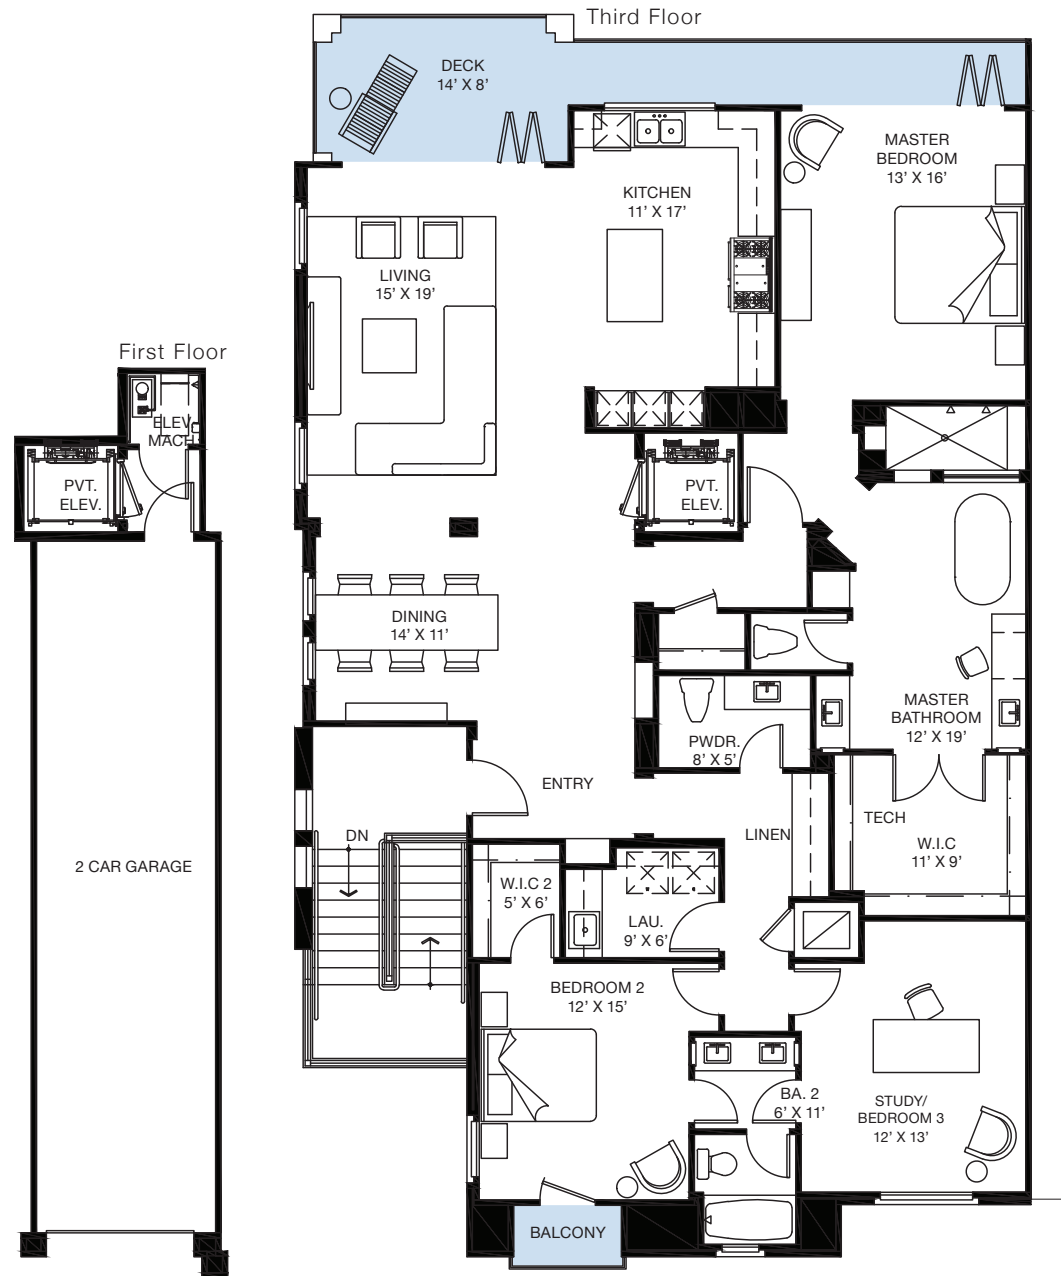 Third Floor
DECK
14’ X 8’
MASTER
BEDROOM
13’ X 16’
KITCHEN
11’ X 17’
LIVING
15’ X 19’
First Floor
ELEV.
MACH.
PVT.
ELEV.
PVT.
ELEV.
DINING
14’ X 11’
MASTER
BATHROOM
12’ X 19’
PWDR.
8’ X 5’
ENTRY
TECH
DN
LINEN
W.I.C
11’ X 9’
2 CAR GARAGE
W.I.C 2
5’ X 6’
LAU.
9’ X 6’
BEDROOM 2
12’ X 15’
BA. 2
6’ X 11’
STUDY/
BEDROOM 3
12’ X 13’
BALCONY